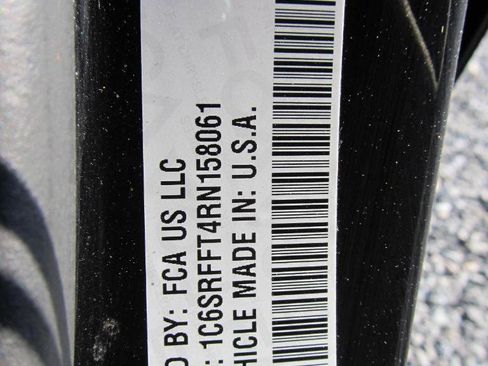 D BY: FCA US LLC
: 1C6SRFFT4RN158061
HICLE MADE IN: U.S.A.